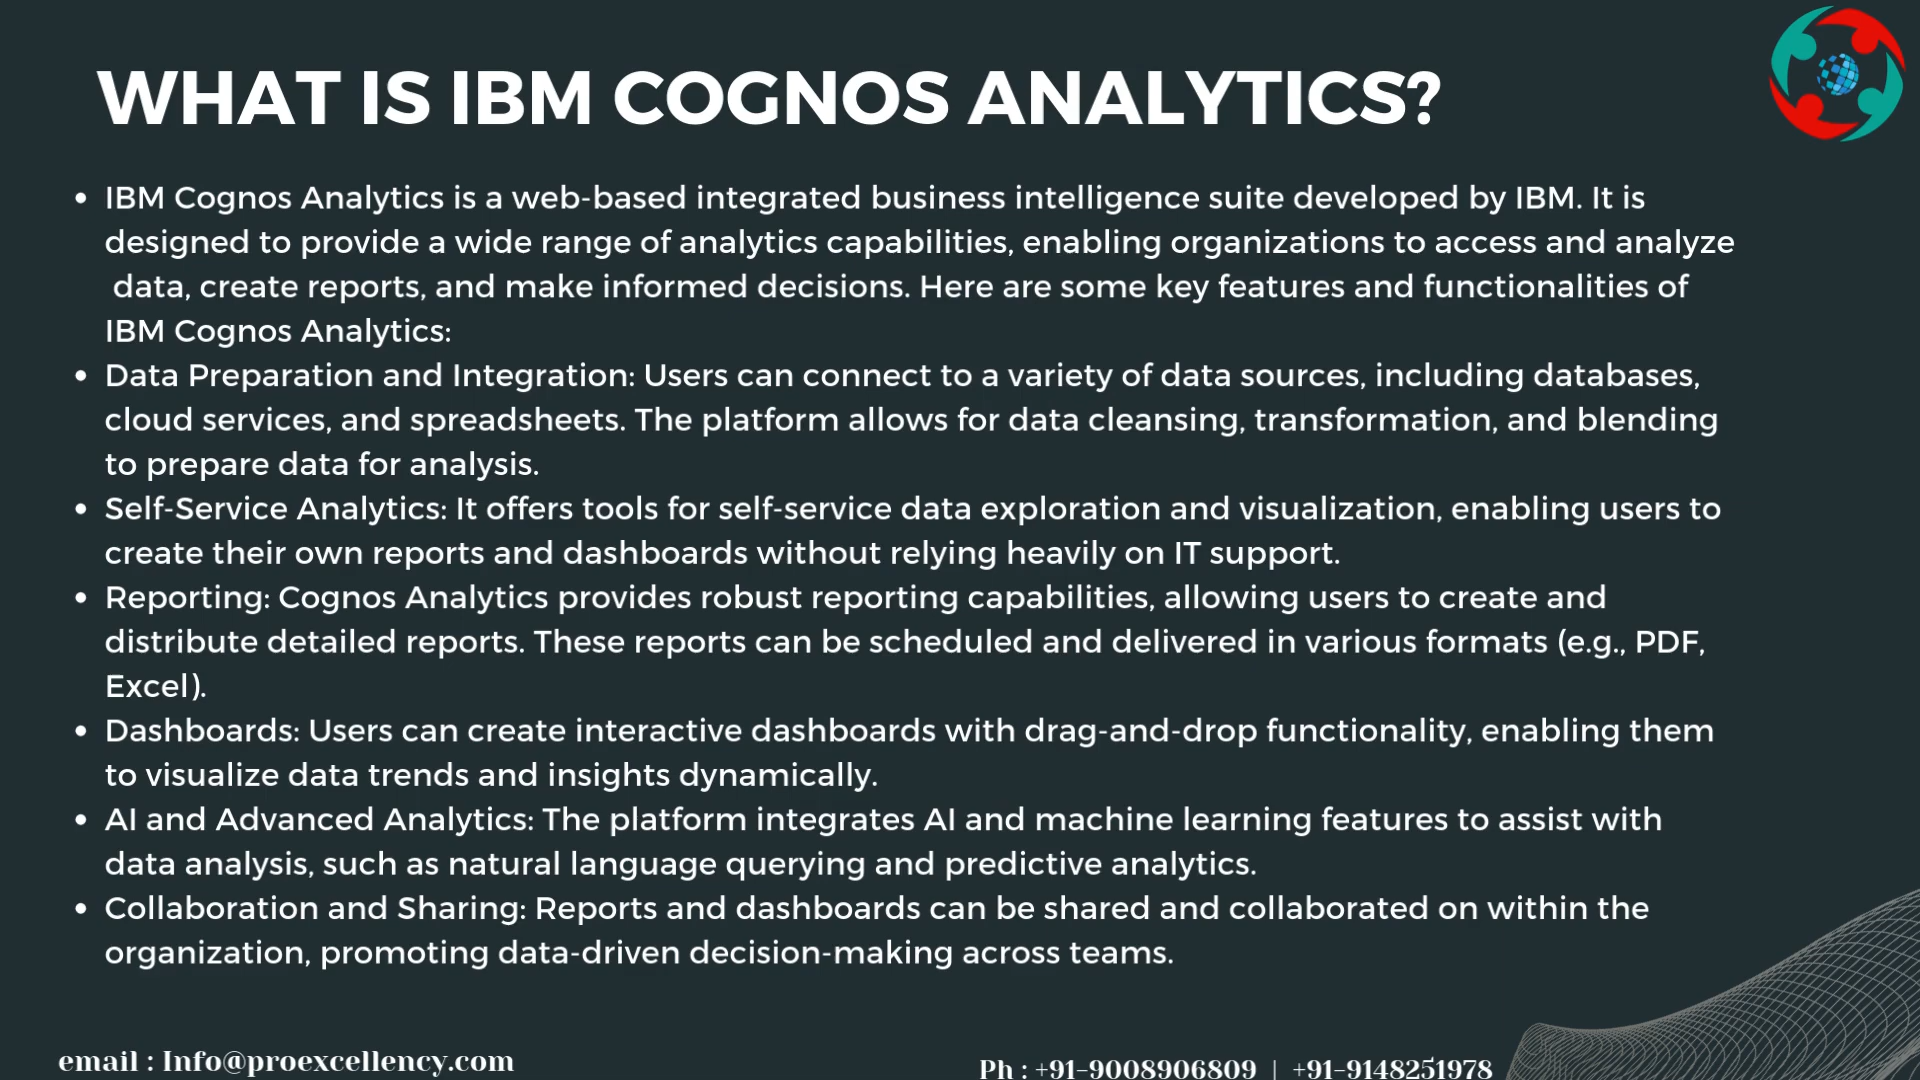 WHAT IS IBM COGNOS ANALYTICS?
• IBM Cognos Analytics is a web-based integrated business intelligence suite developed by IBM. It is
designed to provide a wide range of analytics capabilities, enabling organizations to access and analyze
data, create reports, and make informed decisions. Here are some key features and functionalities of
IBM Cognos Analytics:
• Data Preparation and Integration: Users can connect to a variety of data sources, including databases,
cloud services, and spreadsheets. The platform allows for data cleansing, transformation, and blending
to prepare data for analysis.
• Self-Service Analytics: It offers tools for self-service data exploration and visualization, enabling users to
create their own reports and dashboards without relying heavily on IT support.
• Reporting: Cognos Analytics provides robust reporting capabilities, allowing users to create and
distribute detailed reports. These reports can be scheduled and delivered in various formats (e.g., PDF,
Excel).
• Dashboards: Users can create interactive dashboards with drag-and-drop functionality, enabling them
to visualize data trends and insights dynamically.
• AI and Advanced Analytics: The platform integrates AI and machine learning features to assist with
data analysis, such as natural language querying and predictive analytics.
• Collaboration and Sharing: Reports and dashboards can be shared and collaborated on within the
organization, promoting data-driven decision-making across teams.
email : Info@proexcellency.com
Ph : +91-9008906809 | +91-9148251978